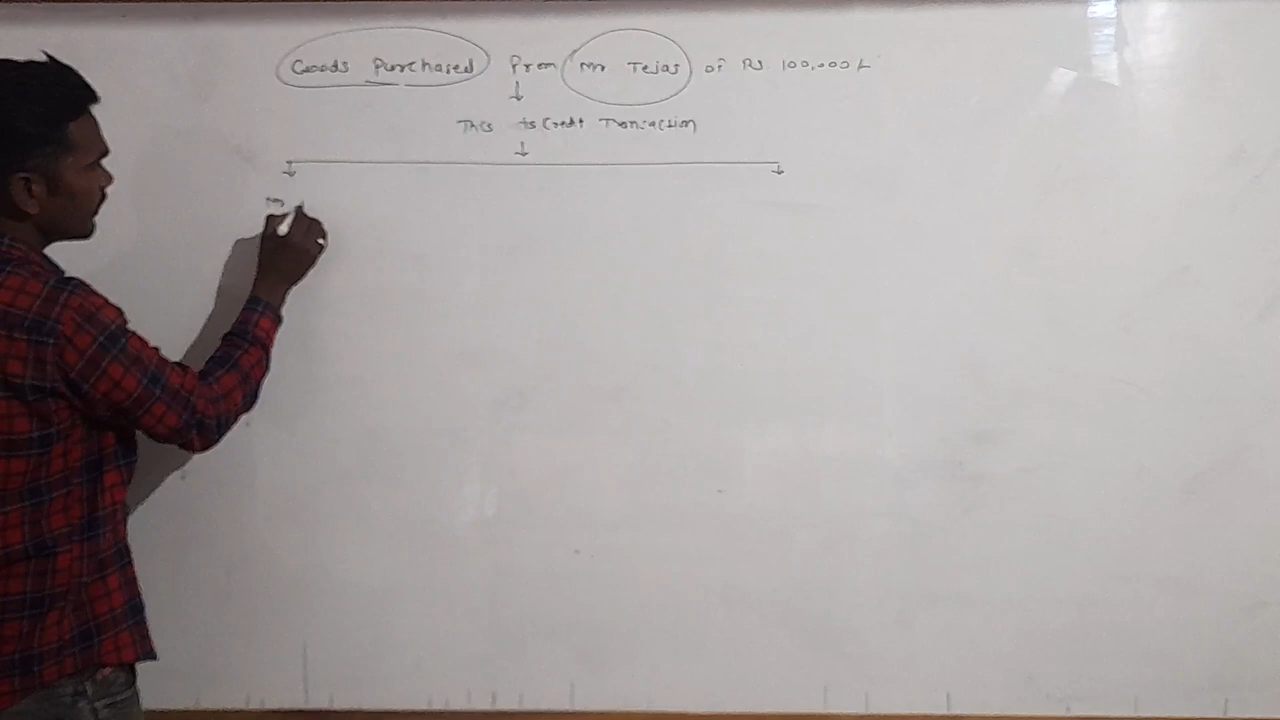 Goods Purchased From Mr Tejas of Rs 100,000/-
This is Credit Transaction